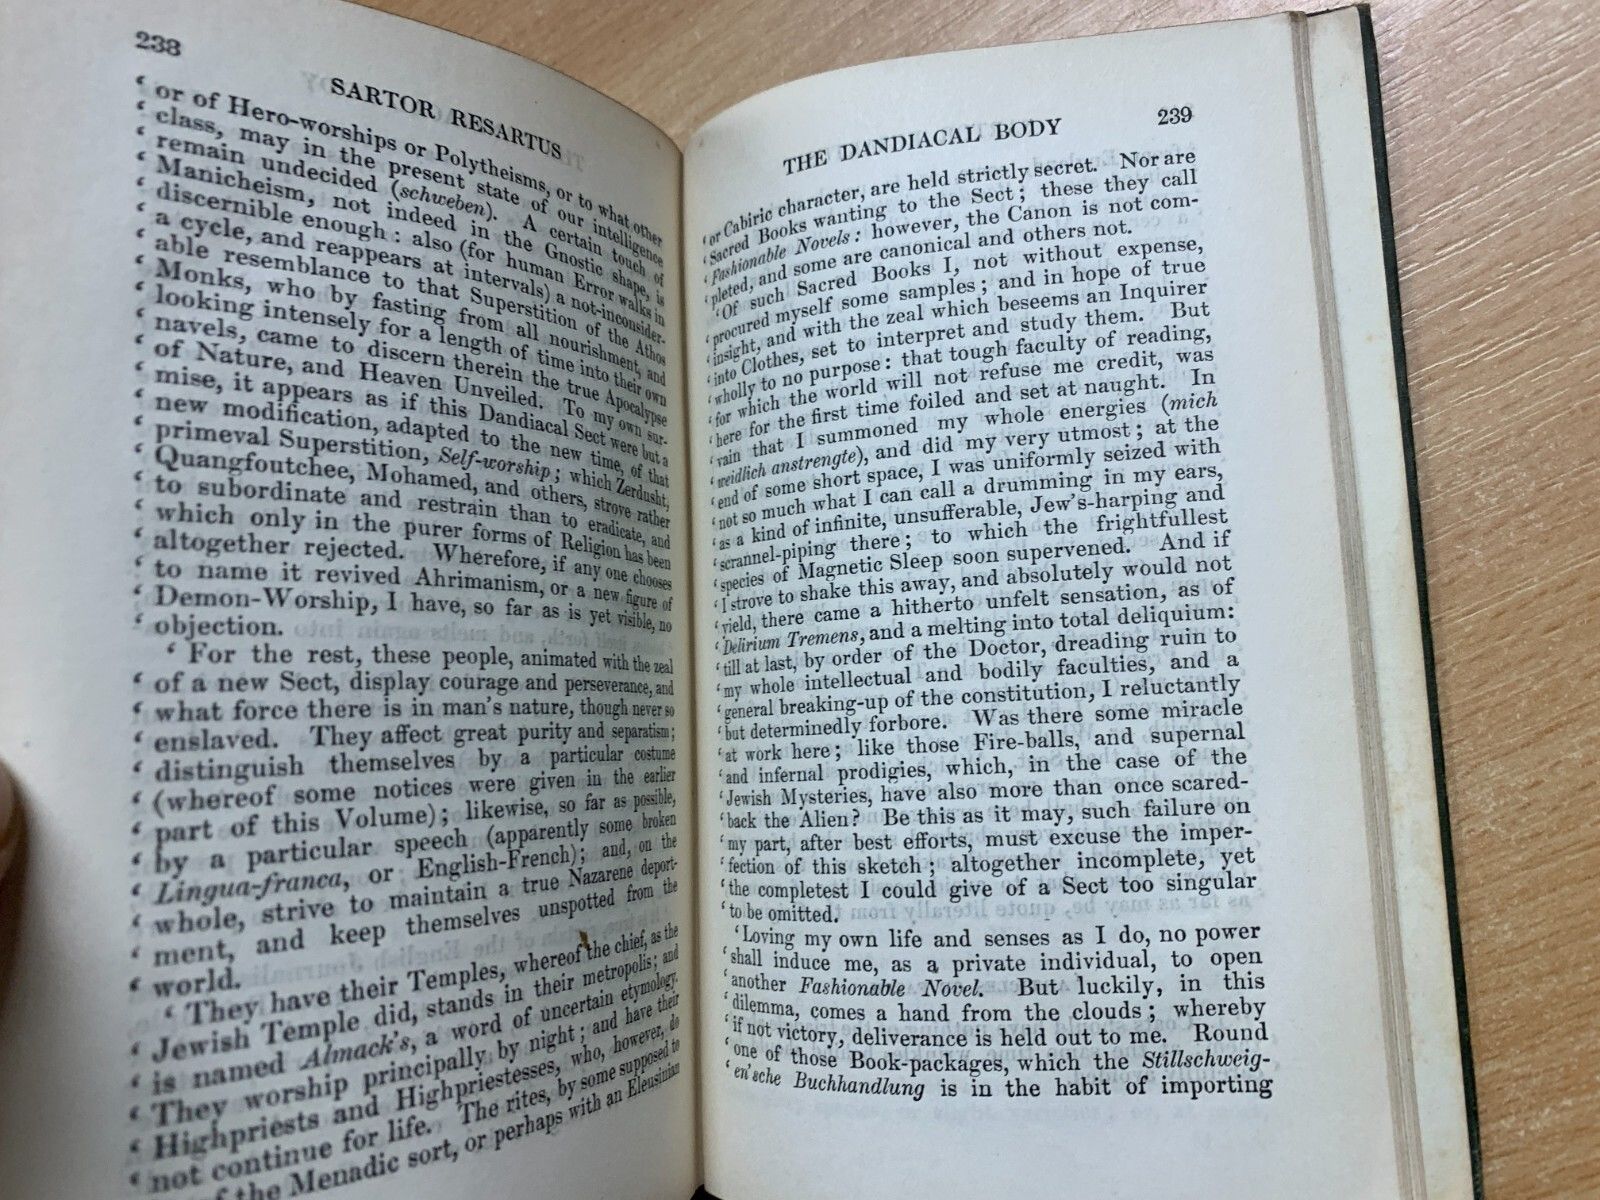 238
SARTOR RESARTUS
‘ or of Hero-worships or Polytheisms, or to what other
‘ class, may in the present state of our intelligence
‘ remain undecided (schweben). A certain touch of
‘ Manicheism, not indeed in the Gnostic shape, is
‘ discernible enough : also (for human Error walks in
‘ a cycle, and reappears at intervals) a not-inconsider-
‘ able resemblance to that Superstition of the Athos
‘ Monks, who by fasting from all nourishment, and
‘ looking intensely for a length of time into their own
‘ navels, came to discern therein the true Apocalypse
‘ of Nature, and Heaven Unveiled. To my own sur-
‘ mise, it appears as if this Dandiacal Sect were but a
‘ new modification, adapted to the new time, of that
‘ primeval Superstition, Self-worship ; which Zerdusht,
‘ Quangfoutchee, Mohamed, and others, strove rather
‘ to subordinate and restrain than to eradicate, and
‘ which only in the purer forms of Religion has been
‘ altogether rejected. Wherefore, if any one chooses
‘ to name it revived Ahrimanism, or a new figure of
‘ Demon-Worship, I have, so far as is yet visible, no
‘ objection.
‘ For the rest, these people, animated with the zeal
‘ of a new Sect, display courage and perseverance, and
‘ what force there is in man's nature, though never so
‘ enslaved. They affect great purity and separatism ;
‘ distinguish themselves by a particular costume
‘ (whereof some notices were given in the earlier
‘ part of this Volume) ; likewise, so far as possible,
‘ by a particular speech (apparently some broken
‘ Lingua-franca, or English-French) ; and, on the
‘ whole, strive to maintain a true Nazarene deport-
‘ ment, and keep themselves unspotted from the
‘ world.
‘ They have their Temples, whereof the chief, as the
‘ Jewish Temple did, stands in their metropolis ; and
‘ is named Almack's, a word of uncertain etymology.
‘ They worship principally by night ; and have their
‘ Highpriests and Highpriestesses, who, however, do
‘ not continue for life. The rites, by some supposed to
of the Menadic sort, or perhaps with an Eleusinian
THE DANDIACAL BODY
239
‘ or Cabiric character, are held strictly secret. Nor are
‘ Sacred Books wanting to the Sect ; these they call
‘ Fashionable Novels : however, the Canon is not com-
‘ pleted, and some are canonical and others not.
‘ Of such Sacred Books I, not without expense,
‘ procured myself some samples ; and in hope of true
‘ insight, and with the zeal which beseems an Inquirer
‘ into Clothes, set to interpret and study them. But
‘ wholly to no purpose : that tough faculty of reading,
‘ for which the world will not refuse me credit, was
‘ here for the first time foiled and set at naught. In
‘ vain that I summoned my whole energies (mich
‘ weidlich anstrengte), and did my very utmost ; at the
‘ end of some short space, I was uniformly seized with
‘ not so much what I can call a drumming in my ears,
‘ as a kind of infinite, unsufferable, Jew's-harping and
‘ scrannel-piping there ; to which the frightfullest
‘ species of Magnetic Sleep soon supervened. And if
‘ I strove to shake this away, and absolutely would not
‘ yield, there came a hitherto unfelt sensation, as of
‘ Delirium Tremens, and a melting into total deliquium :
‘ till at last, by order of the Doctor, dreading ruin to
‘ my whole intellectual and bodily faculties, and a
‘ general breaking-up of the constitution, I reluctantly
‘ but determinedly forbore. Was there some miracle
‘ at work here ; like those Fire-balls, and supernal
‘ and infernal prodigies, which, in the case of the
‘ Jewish Mysteries, have also more than once scared-
‘ back the Alien? Be this as it may, such failure on
‘ my part, after best efforts, must excuse the imper-
‘ fection of this sketch ; altogether incomplete, yet
‘ the completest I could give of a Sect too singular
‘ to be omitted.
‘ Loving my own life and senses as I do, no power
‘ shall induce me, as a private individual, to open
‘ another Fashionable Novel. But luckily, in this
‘ dilemma, comes a hand from the clouds ; whereby
‘ if not victory, deliverance is held out to me. Round
‘ one of those Book-packages, which the Stillschweig-
‘ en'sche Buchhandlung is in the habit of importing